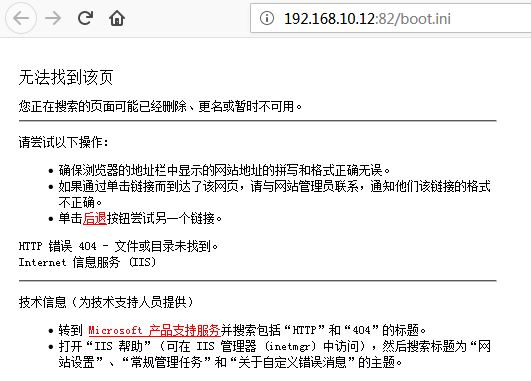 192.168.10.12:82/boot.ini
无法找到该页
您正在搜索的页面可能已经删除、更名或暂时不可用。
请尝试以下操作：
• 确保浏览器的地址栏中显示的网站地址的拼写和格式正确无误。
• 如果通过单击链接而到达了该网页，请与网站管理员联系，通知他们该链接的格式
不正确。
• 单击后退按钮尝试另一个链接。
HTTP 错误 404 - 文件或目录未找到。
Internet 信息服务 (IIS)
技术信息（为技术支持人员提供）
• 转到 Microsoft 产品支持服务并搜索包括“HTTP”和“404”的标题。
• 打开“IIS 帮助”（可在 IIS 管理器 (inetmgr) 中访问），然后搜索标题为“网
站设置”、“常规管理任务”和“关于自定义错误消息”的主题。